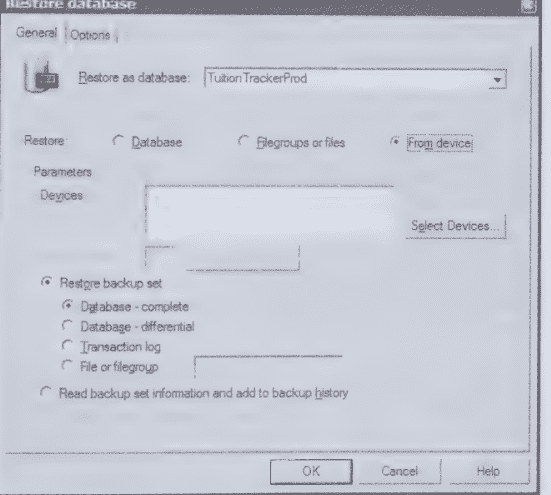 Restore database
General Options
Restore as database: TuitionTrackerProd
Restore: Database Filegroups or files From device
Parameters
Devices
Select Devices...
Restore backup set
Database - complete
Database - differential
Transaction log
File or filegroup
Read backup set information and add to backup history
OK Cancel Help